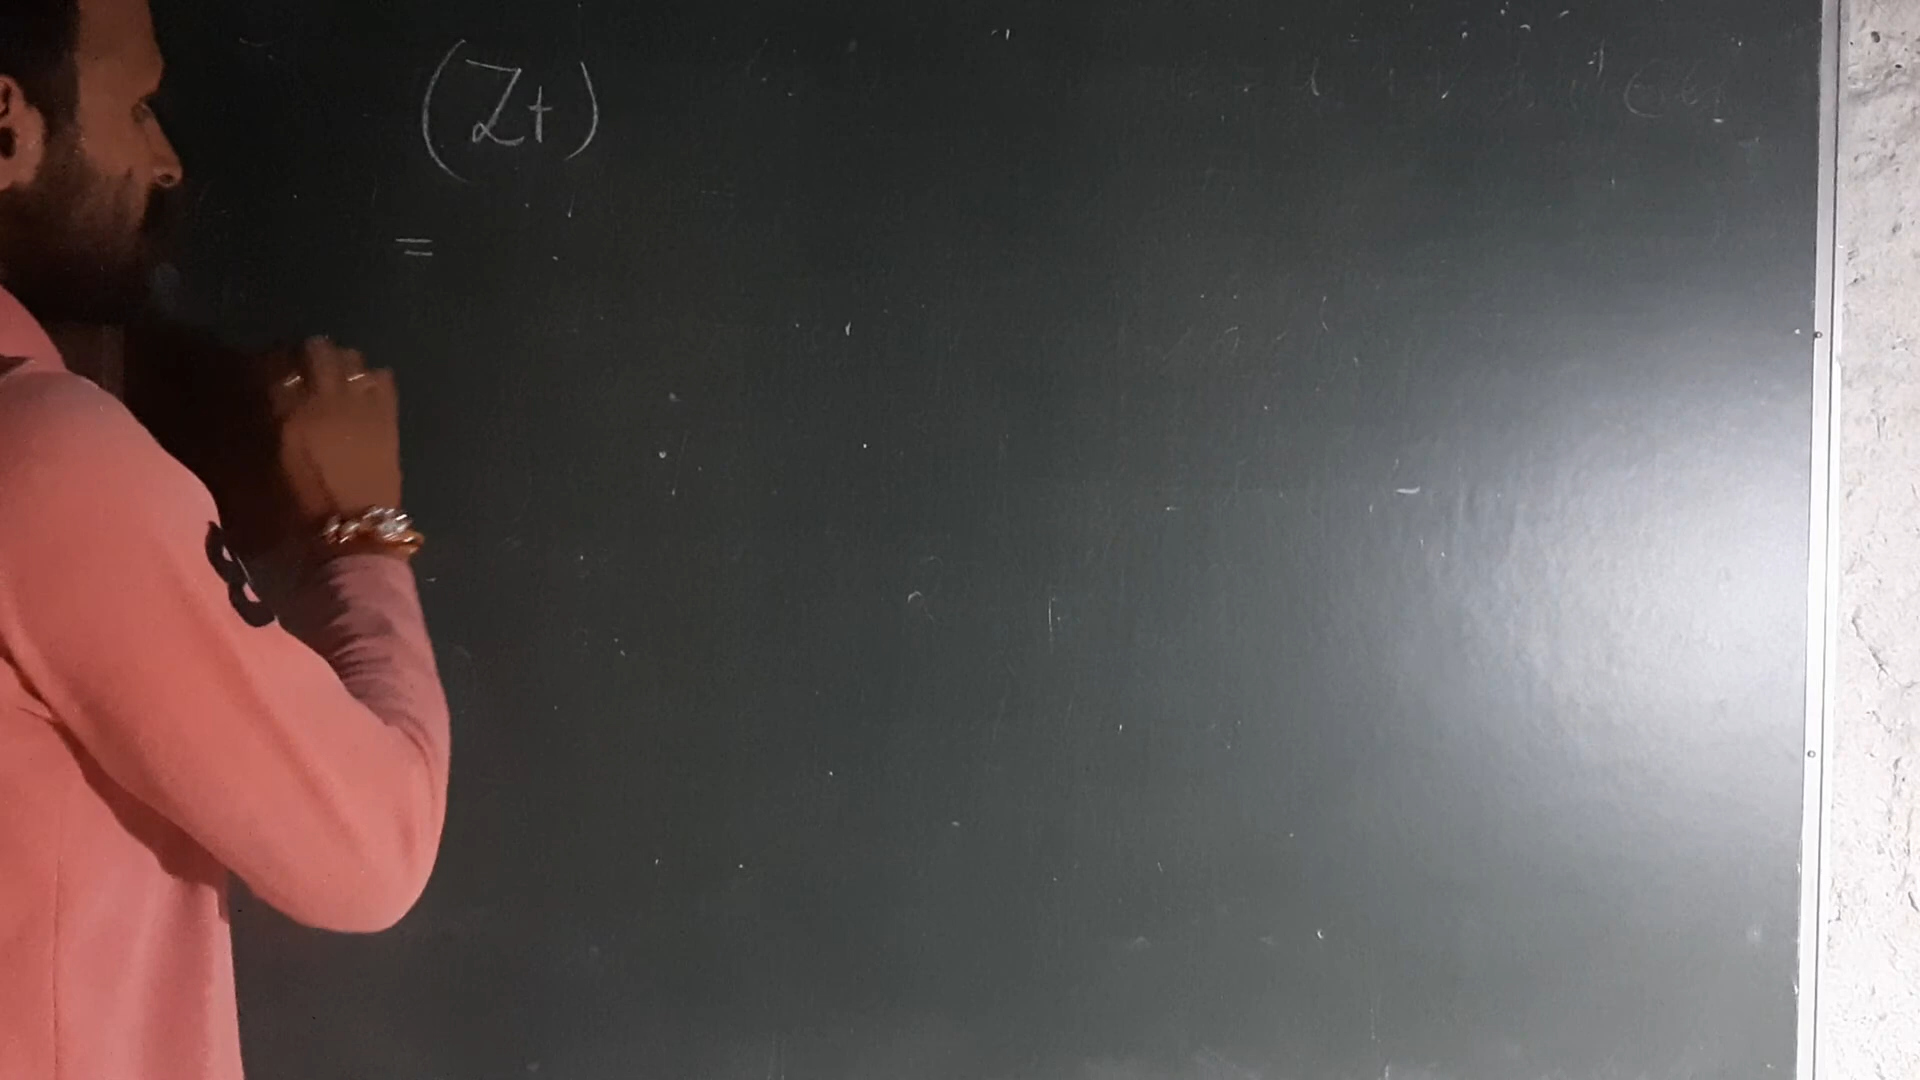 (Zt)
=